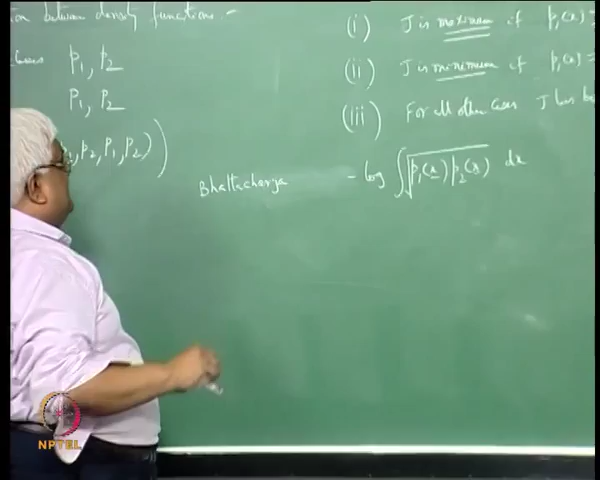 between density functions :-
p₁, p₂
P₁, P₂
p₂, P₁, P₂))
(i) J is maximum if p₁(x)
(ii) J is minimum if p₁(x) =
(iii) For all other cases J has
Bhattacharya - log ∫√p₁(x) p₂(x) dx
NPTEL